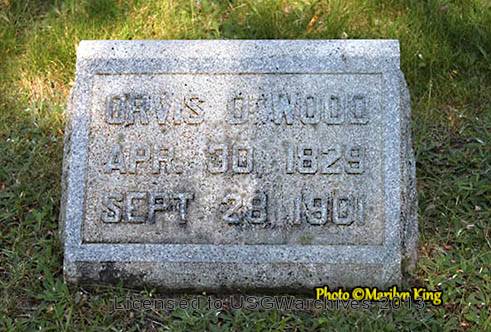 ORVIS O. WOOD
APR. 30, 1829
SEPT 28, 1901
Photo ©Marilyn King
Licensed to USGWarchives 2013